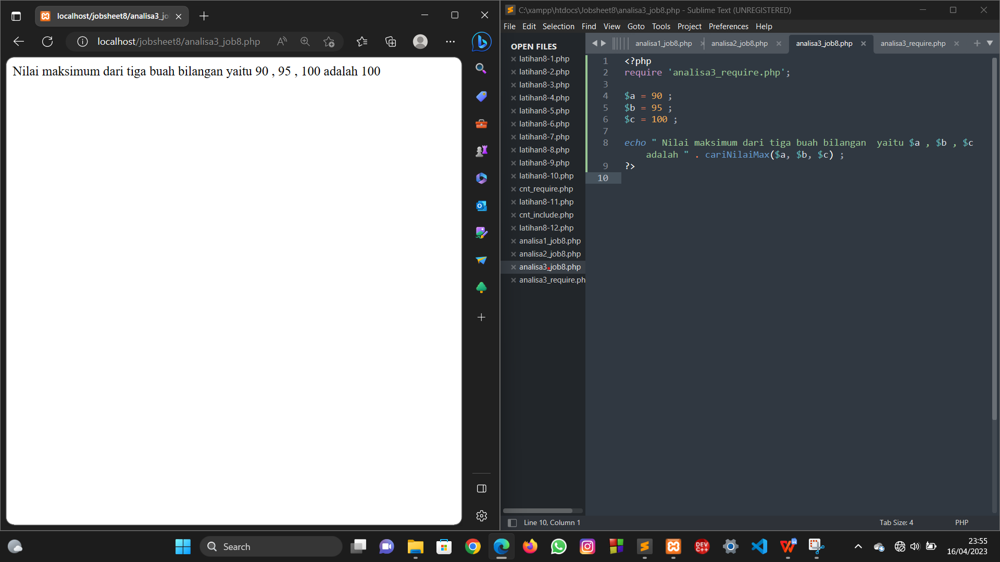 localhost/jobsheet8/analisa3_jo
localhost/jobsheet8/analisa3_job8.php
Nilai maksimum dari tiga buah bilangan yaitu 90 , 95 , 100 adalah 100
C:\xampp\htdocs\Jobsheet8\analisa3_job8.php - Sublime Text (UNREGISTERED)
File Edit Selection Find View Goto Tools Project Preferences Help
OPEN FILES
latihan8-1.php
latihan8-2.php
latihan8-3.php
latihan8-4.php
latihan8-5.php
latihan8-6.php
latihan8-7.php
latihan8-8.php
latihan8-9.php
latihan8-10.php
cnt_require.php
latihan8-11.php
cnt_include.php
latihan8-12.php
analisa1_job8.php
analisa2_job8.php
analisa3_job8.php
analisa3_require.ph
analisa1_job8.php analisa2_job8.php analisa3_job8.php analisa3_require.php
1 <?php
2 require 'analisa3_require.php';
3
4 $a = 90 ;
5 $b = 95 ;
6 $c = 100 ;
7
8 echo " Nilai maksimum dari tiga buah bilangan  yaitu $a , $b , $c
adalah " . cariNilaiMax($a, $b, $c) ;
9 ?>
10
Line 10, Column 1 Tab Size: 4 PHP
Search
DEV
C++
23:55
16/04/2023